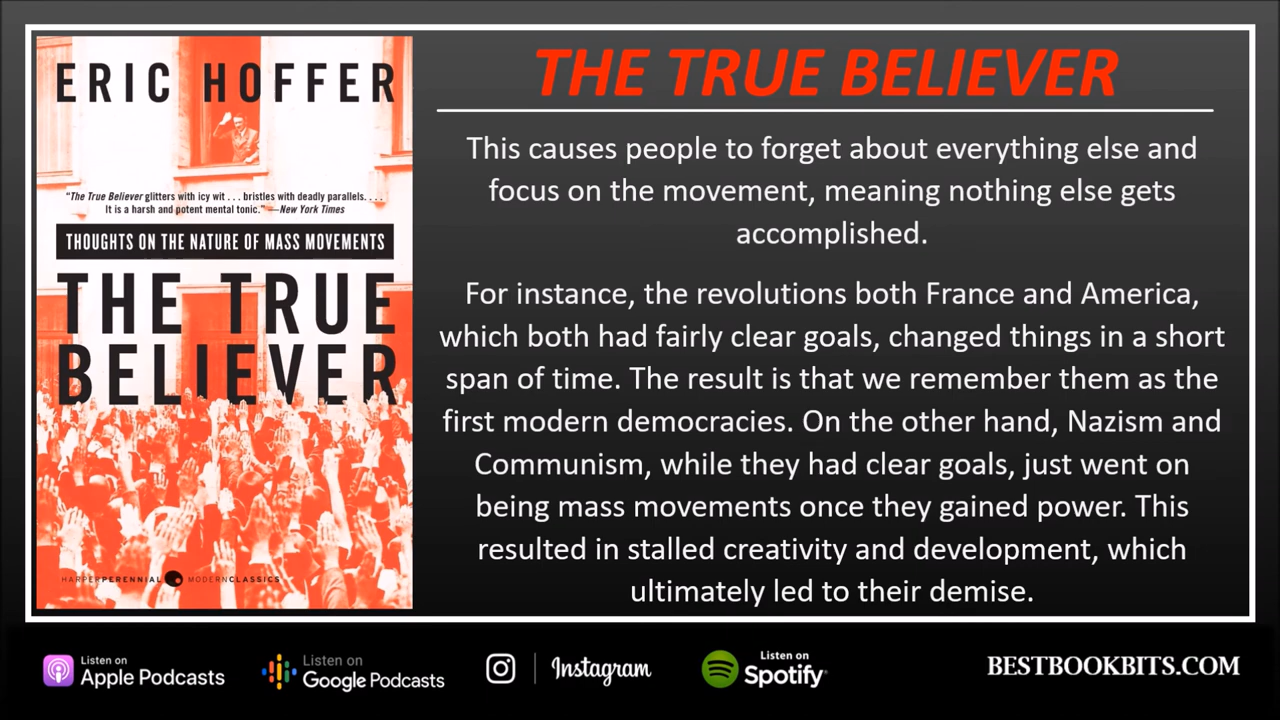 ERIC HOFFER
"The True Believer glitters with icy wit . . . bristles with deadly parallels. . . .
It is a harsh and potent mental tonic." —New York Times
THOUGHTS ON THE NATURE OF MASS MOVEMENTS
THE TRUE
BELIEVER
HARPERPERENNIAL MODERNCLASSICS
THE TRUE BELIEVER
This causes people to forget about everything else and
focus on the movement, meaning nothing else gets
accomplished.
For instance, the revolutions both France and America,
which both had fairly clear goals, changed things in a short
span of time. The result is that we remember them as the
first modern democracies. On the other hand, Nazism and
Communism, while they had clear goals, just went on
being mass movements once they gained power. This
resulted in stalled creativity and development, which
ultimately led to their demise.
Listen on
Apple Podcasts
Listen on
Google Podcasts
Instagram
Listen on
Spotify
BESTBOOKBITS.COM